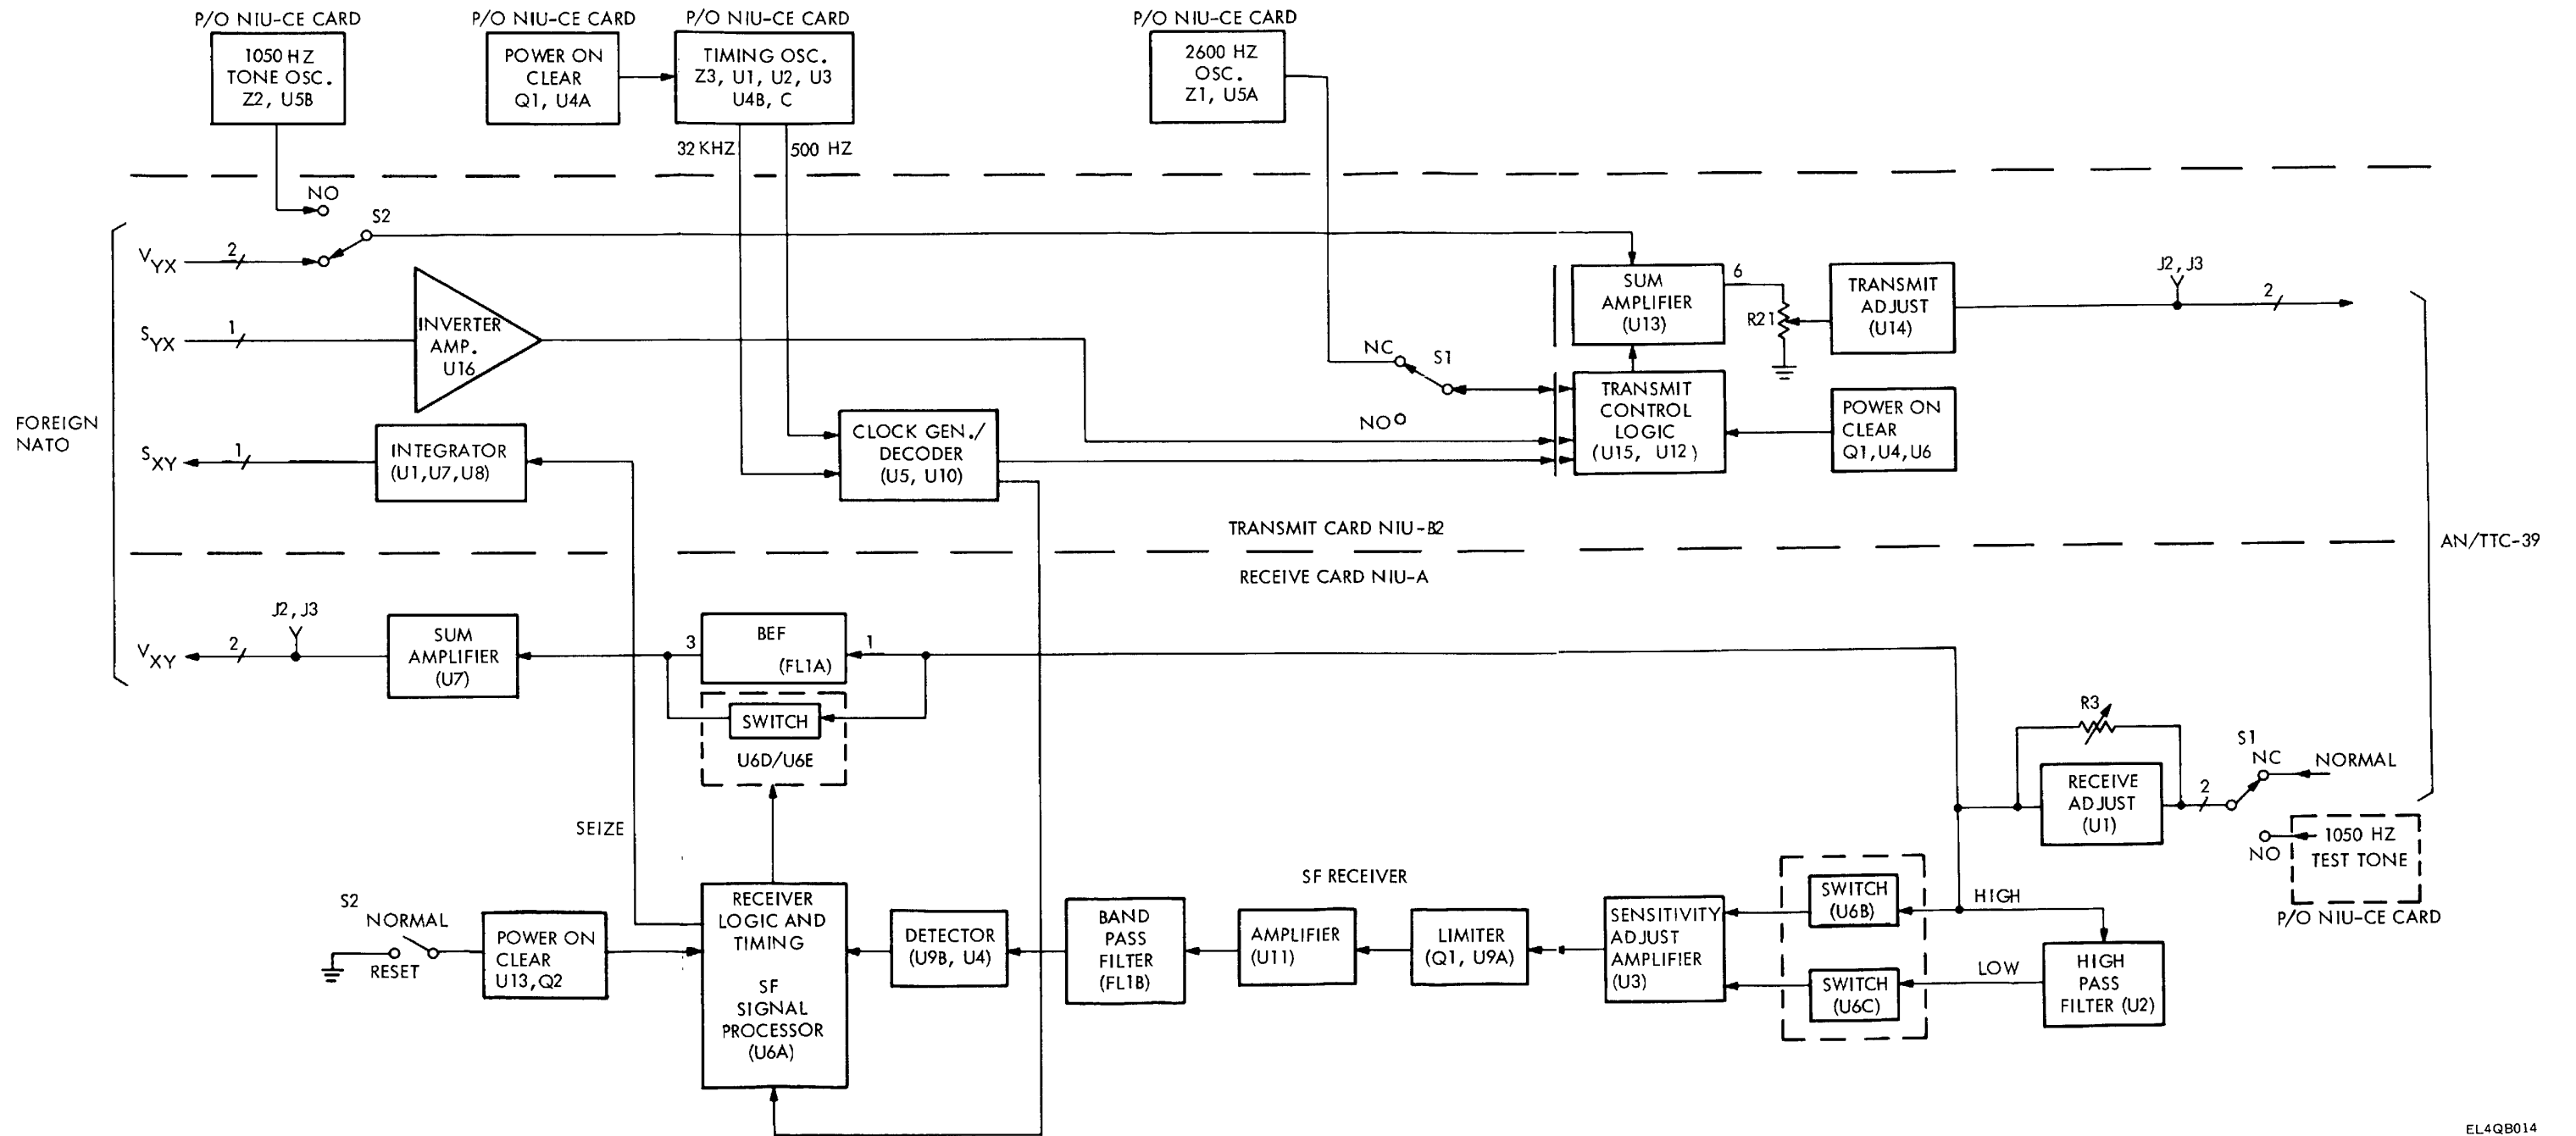 P/O NIU-CE CARD
1050 HZ
TONE OSC.
Z2, U5B
P/O NIU-CE CARD
POWER ON
CLEAR
Q1, U4A
P/O NIU-CE CARD
TIMING OSC.
Z3, U1, U2, U3
U4B, C
P/O NIU-CE CARD
2600 HZ
OSC.
Z1, U5A
32 KHZ
500 HZ
NO
S2
VYX
2
SYX
1
INVERTER
AMP.
U16
FOREIGN
NATO
SXY
1
INTEGRATOR
(U1,U7,U8)
CLOCK GEN./
DECODER
(U5, U10)
NC
S1
NO
SUM
AMPLIFIER
(U13)
6
R21
TRANSMIT
ADJUST
(U14)
J2, J3
2
TRANSMIT
CONTROL
LOGIC
(U15, U12)
POWER ON
CLEAR
Q1,U4,U6
TRANSMIT CARD NIU-B2
AN/TTC-39
RECEIVE CARD NIU-A
VXY
2
J2, J3
SUM
AMPLIFIER
(U7)
3
BEF
(FL1A)
1
SWITCH
U6D/U6E
R3
RECEIVE
ADJUST
(U1)
2
S1
NC
NORMAL
NO
1050 HZ
TEST TONE
P/O NIU-CE CARD
SEIZE
S2
NORMAL
RESET
POWER ON
CLEAR
U13,Q2
RECEIVER
LOGIC AND
TIMING
SF
SIGNAL
PROCESSOR
(U6A)
DETECTOR
(U9B, U4)
BAND
PASS
FILTER
(FL1B)
SF RECEIVER
AMPLIFIER
(U11)
LIMITER
(Q1, U9A)
SENSITIVITY
ADJUST
AMPLIFIER
(U3)
SWITCH
(U6B)
HIGH
SWITCH
(U6C)
LOW
HIGH
PASS
FILTER (U2)
EL4QB014